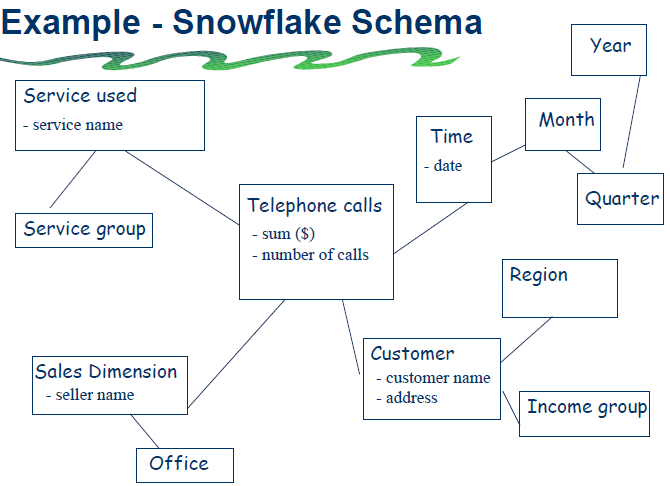 Example - Snowflake Schema
Year
Service used
- service name
Month
Time
- date
Quarter
Service group
Telephone calls
- sum ($)
- number of calls
Region
Customer
- customer name
- address
Sales Dimension
- seller name
Income group
Office